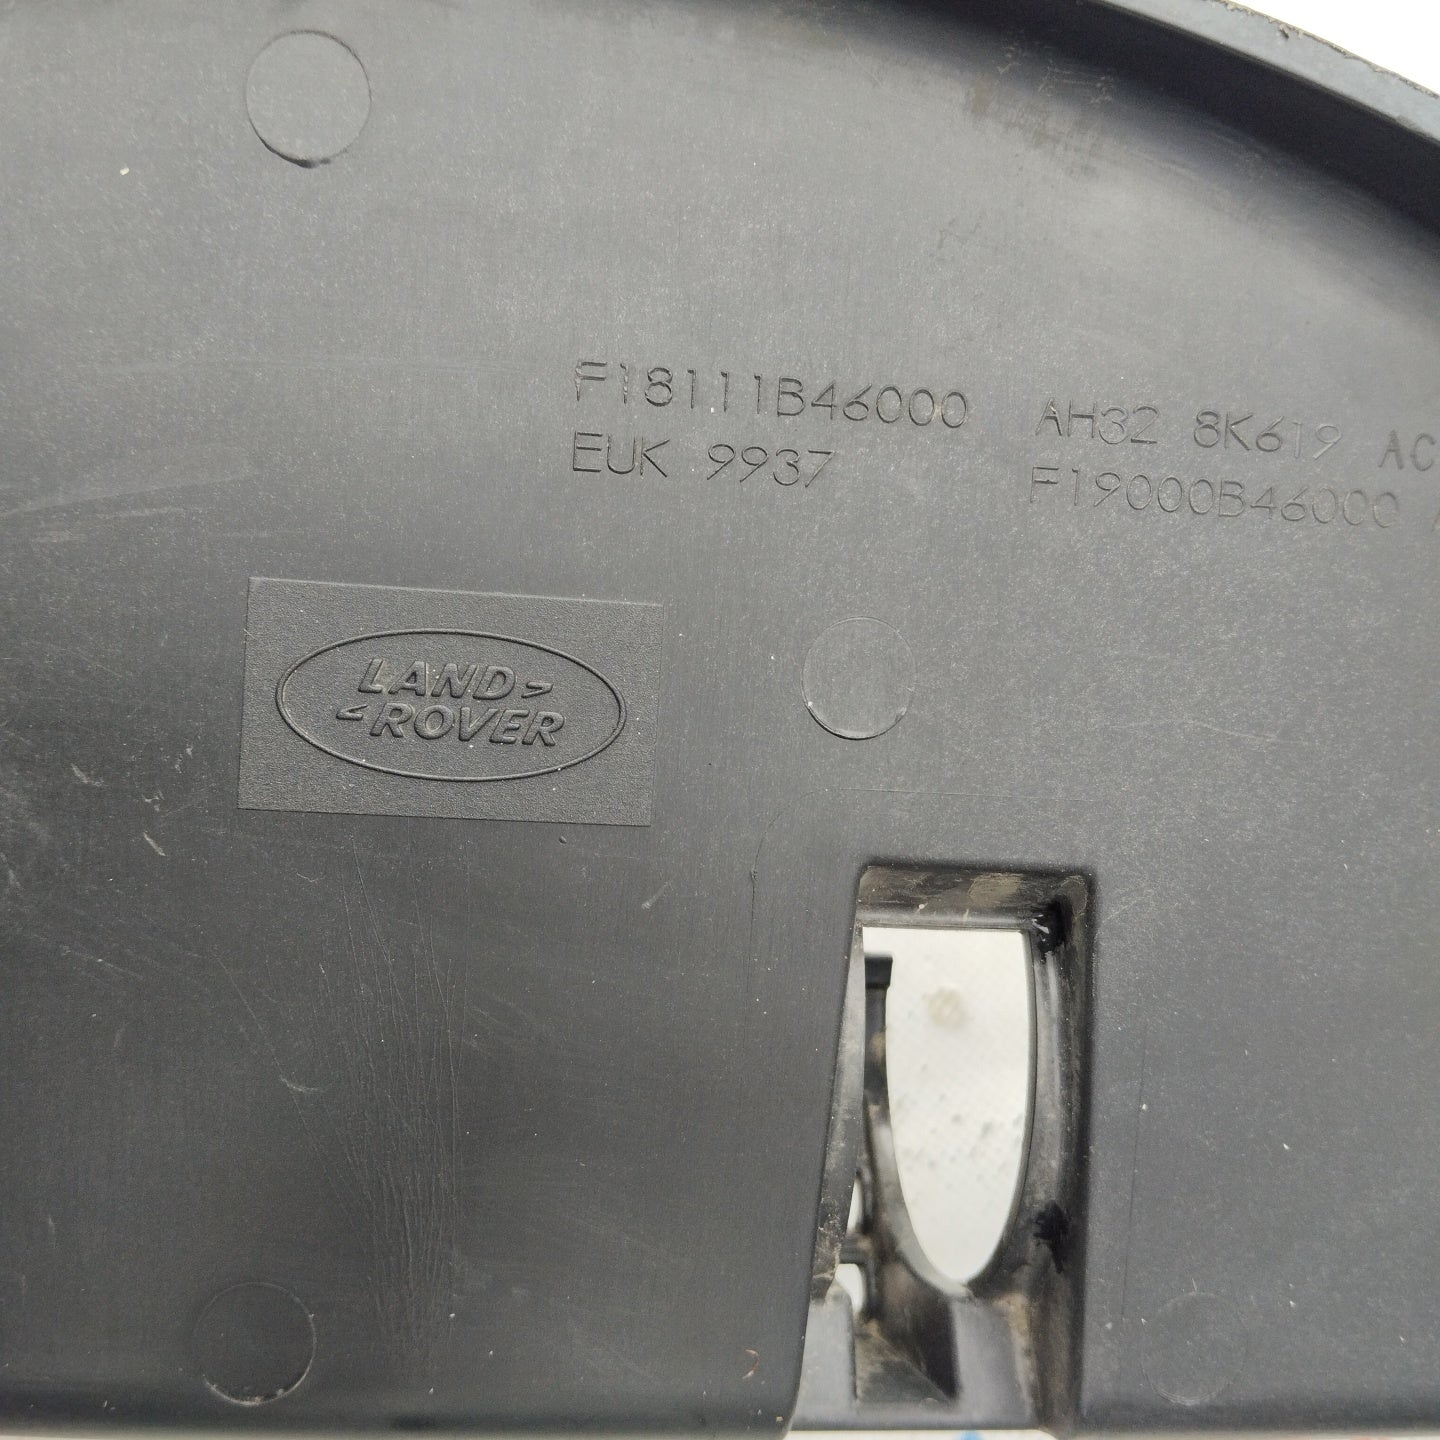 F18111B46000 AH32 8K619 AC
EUK 9937 F19000B46000
LAND>
<ROVER